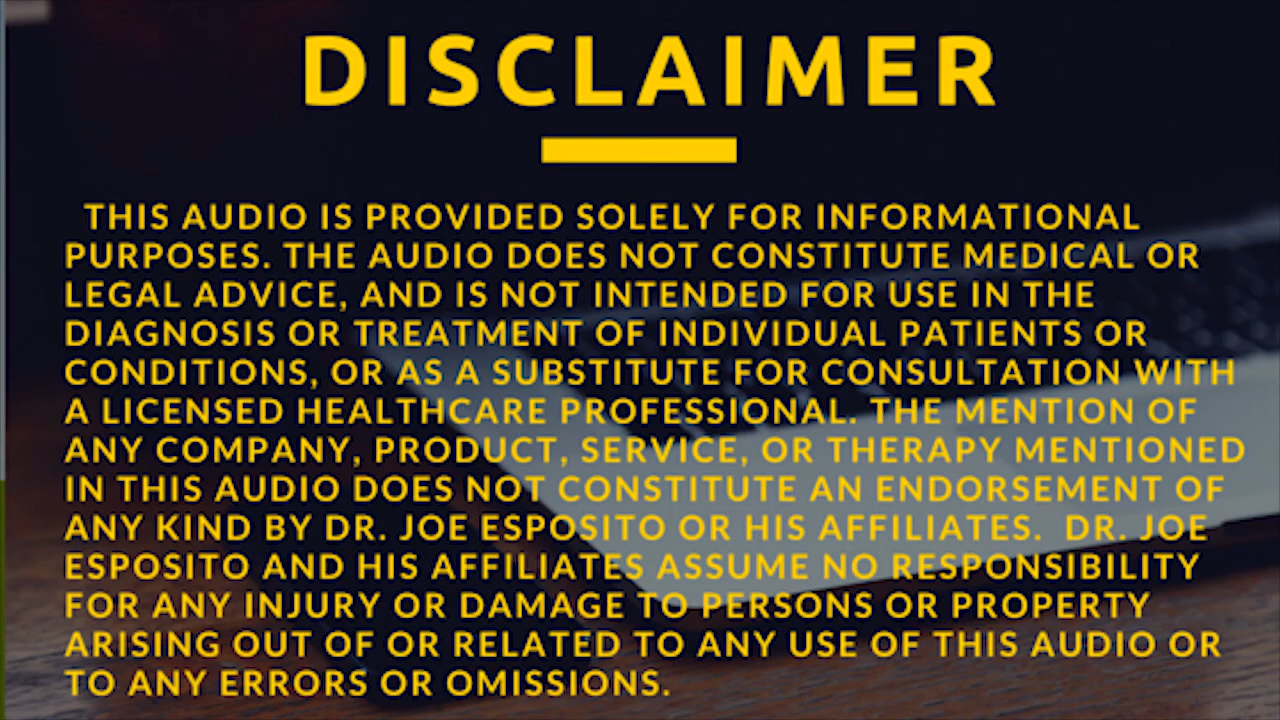 DISCLAIMER
THIS AUDIO IS PROVIDED SOLELY FOR INFORMATIONAL
PURPOSES. THE AUDIO DOES NOT CONSTITUTE MEDICAL OR
LEGAL ADVICE, AND IS NOT INTENDED FOR USE IN THE
DIAGNOSIS OR TREATMENT OF INDIVIDUAL PATIENTS OR
CONDITIONS, OR AS A SUBSTITUTE FOR CONSULTATION WITH
A LICENSED HEALTHCARE PROFESSIONAL. THE MENTION OF
ANY COMPANY, PRODUCT, SERVICE, OR THERAPY MENTIONED
IN THIS AUDIO DOES NOT CONSTITUTE AN ENDORSEMENT OF
ANY KIND BY DR. JOE ESPOSITO OR HIS AFFILIATES. DR. JOE
ESPOSITO AND HIS AFFILIATES ASSUME NO RESPONSIBILITY
FOR ANY INJURY OR DAMAGE TO PERSONS OR PROPERTY
ARISING OUT OF OR RELATED TO ANY USE OF THIS AUDIO OR
TO ANY ERRORS OR OMISSIONS.